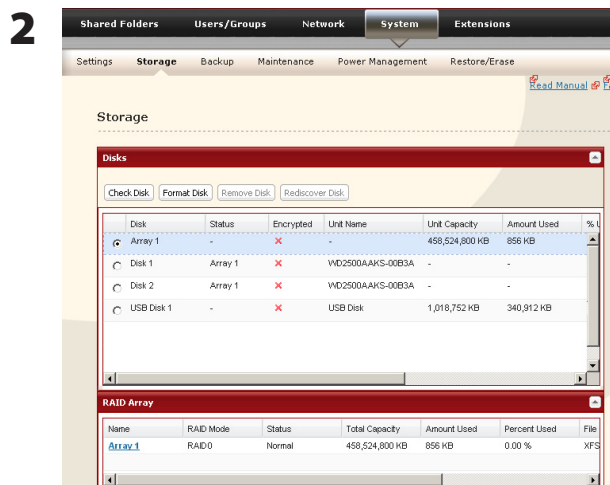 2
Shared Folders Users/Groups Network System Extensions
Settings Storage Backup Maintenance Power Management Restore/Erase
Read Manual
Storage
Disks
Check Disk Format Disk Remove Disk Rediscover Disk
Disk Status Encrypted Unit Name Unit Capacity Amount Used %
Array 1 - - 458,524,800 KB 856 KB
Disk 1 Array 1 WD2500AAKS-00B3A - -
Disk 2 Array 1 WD2500AAKS-00B3A - -
USB Disk 1 - USB Disk 1,018,752 KB 340,912 KB
RAID Array
Name RAID Mode Status Total Capacity Amount Used Percent Used File
Array 1 RAID0 Normal 458,524,800 KB 856 KB 0.00 % XFS